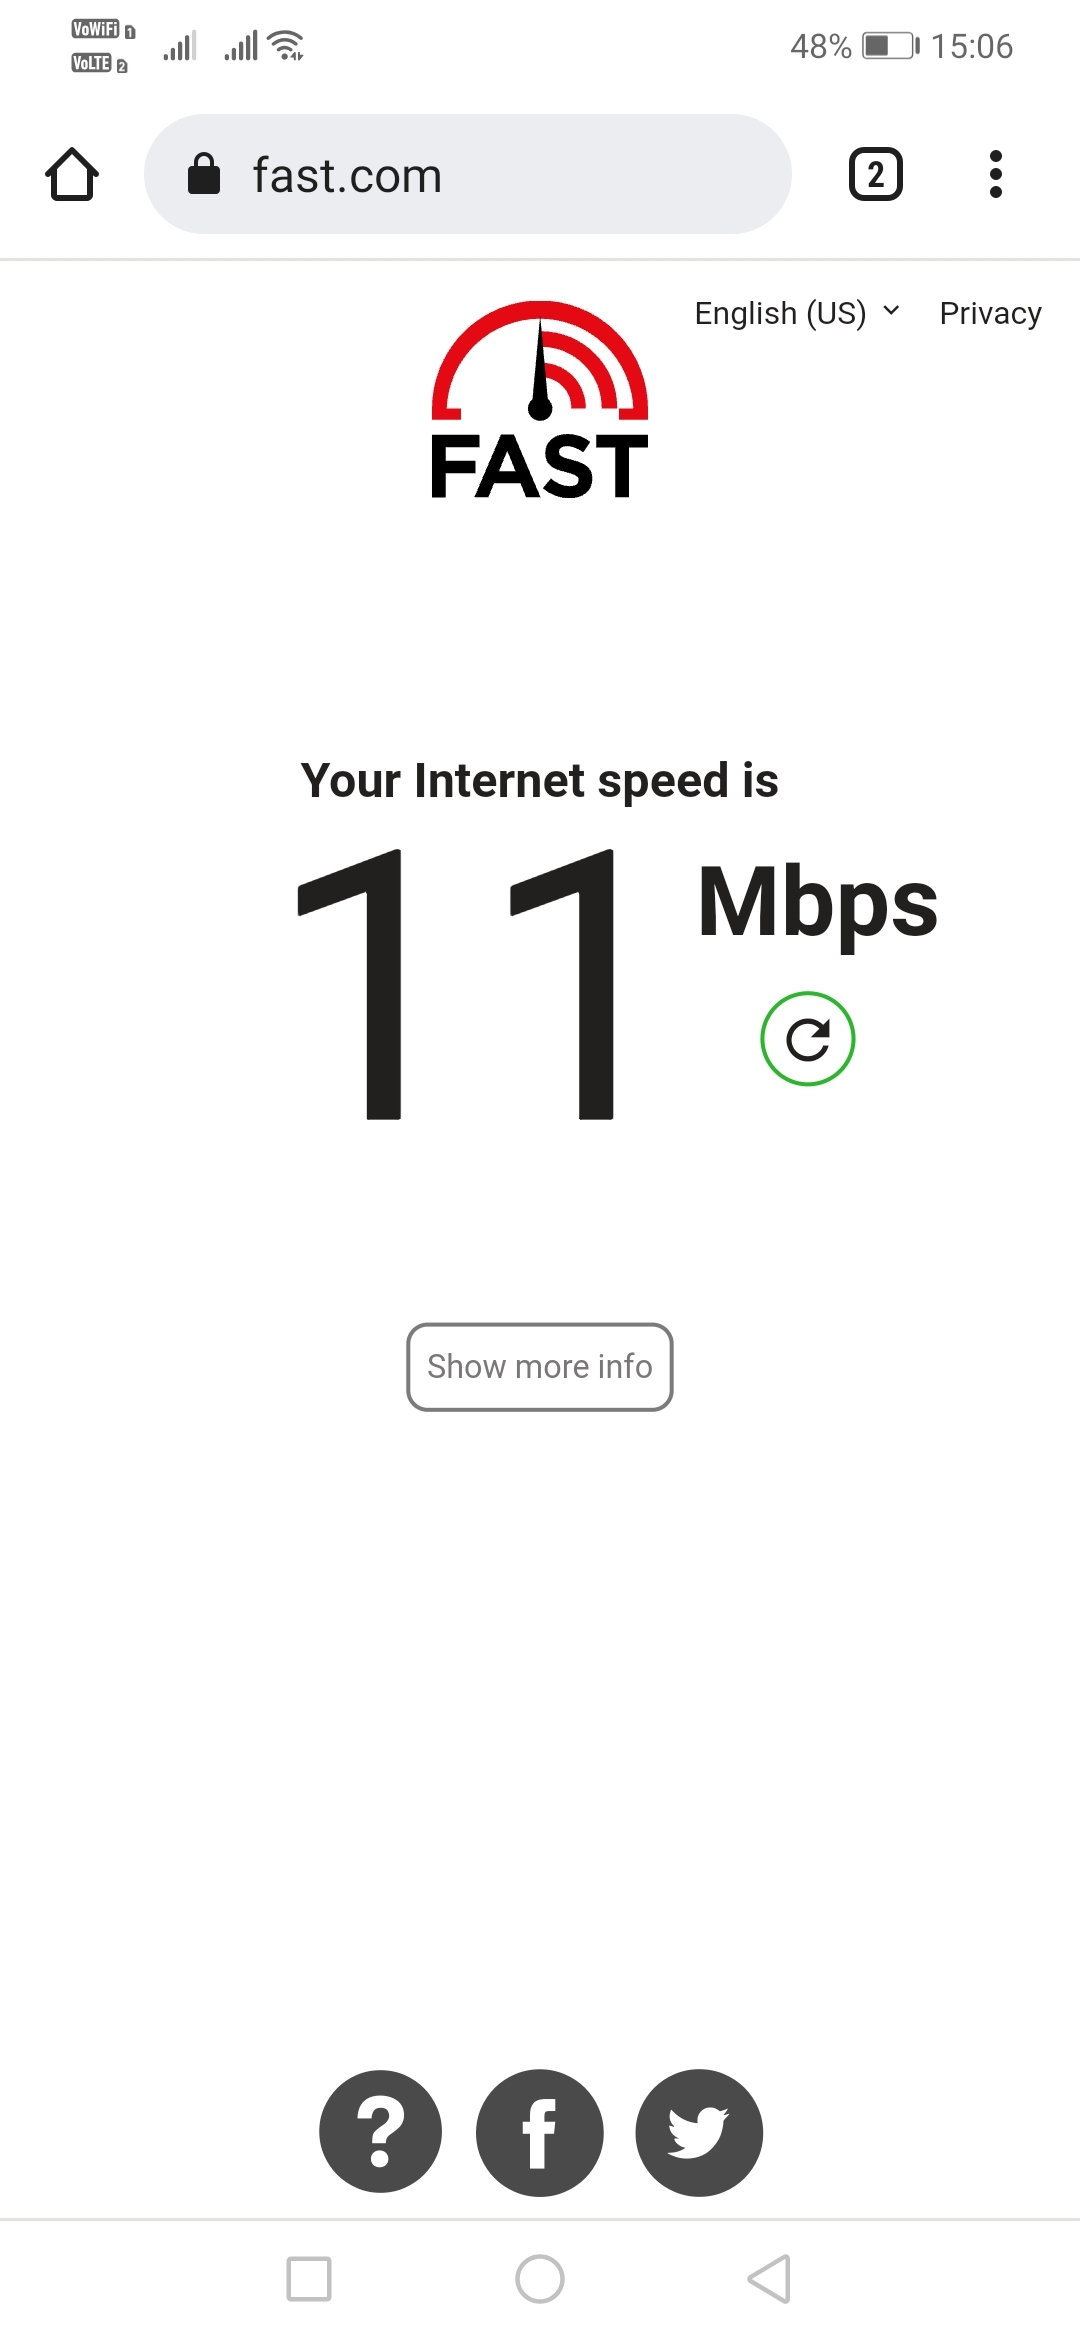 VoWiFi 1
VoLTE 2
48% 15:06
fast.com
2
English (US) Privacy
FAST
Your Internet speed is
11 Mbps
Show more info
? f